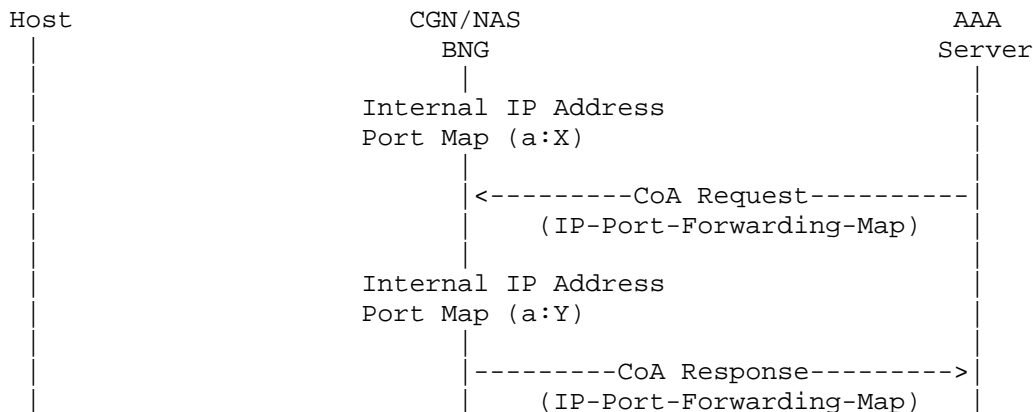 Host CGN/NAS AAA
BNG Server
Internal IP Address
Port Map (a:X)
<---------CoA Request----------
(IP-Port-Forwarding-Map)
Internal IP Address
Port Map (a:Y)
---------CoA Response--------->
(IP-Port-Forwarding-Map)